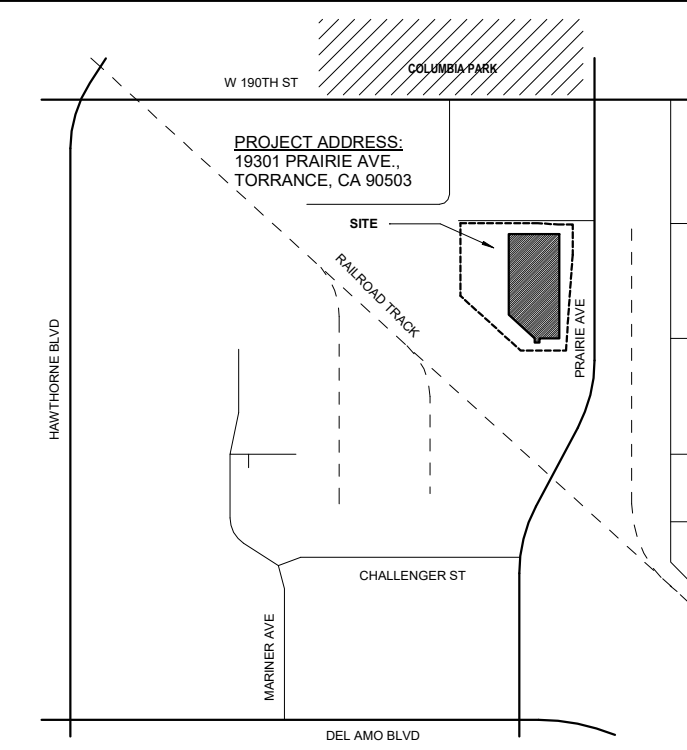 COLUMBIA PARK
W 190TH ST
PROJECT ADDRESS:
19301 PRAIRIE AVE.,
TORRANCE, CA 90503
SITE
RAILROAD TRACK
PRAIRIE AVE
HAWTHORNE BLVD
CHALLENGER ST
MARINER AVE
DEL AMO BLVD